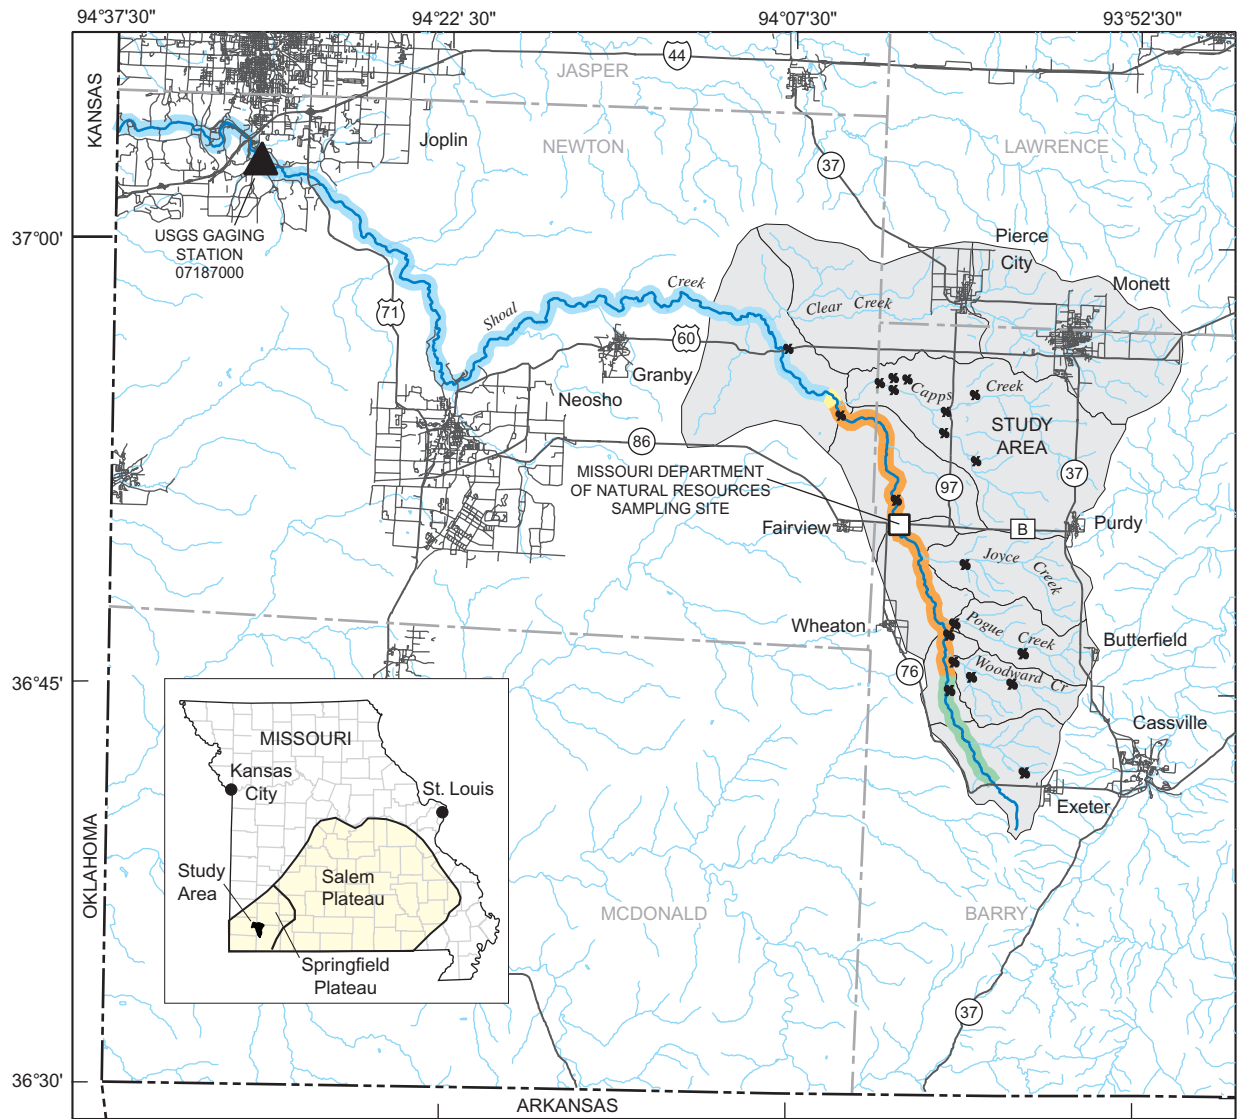 94°37'30"
94°22' 30"
94°07'30"
93°52'30"
KANSAS
44
JASPER
Joplin
NEWTON
37
LAWRENCE
USGS GAGING
STATION
07187000
37°00'
Pierce
City
Monett
71
Shoal
Creek
Clear Creek
60
Granby
Capps
Creek
Neosho
STUDY
AREA
86
MISSOURI DEPARTMENT
OF NATURAL RESOURCES
SAMPLING SITE
97
37
Fairview
B
Purdy
Joyce
Creek
Wheaton
Pogue Creek
Butterfield
36°45'
76
Woodward Cr
Cassville
MISSOURI
Kansas
City
St. Louis
Exeter
OKLAHOMA
Study
Area
Salem
Plateau
MCDONALD
BARRY
Springfield
Plateau
37
36°30'
ARKANSAS